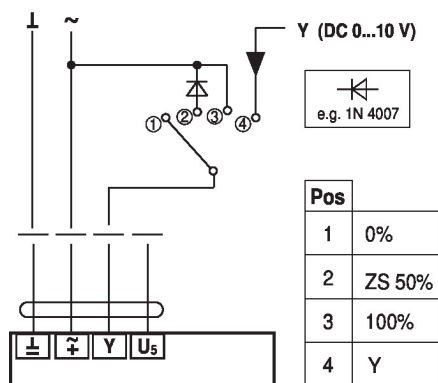 ⊥ ~
Y (DC 0...10 V)
① ② ③ ④
e.g. 1N 4007
Pos
1 0%
2 ZS 50%
3 100%
4 Y
⊥ ~+ Y U5